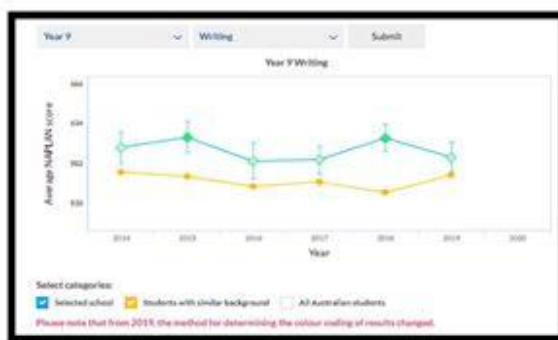 Year 9 Writing Submit
Year 9 Writing
Average NAPLAN score
2014 2015 2016 2017 2018 2019 2020
Year
Select categories:
Selected school Students with similar background All Australian students
Please note that from 2019, the method for determining the colour coding of results changed.